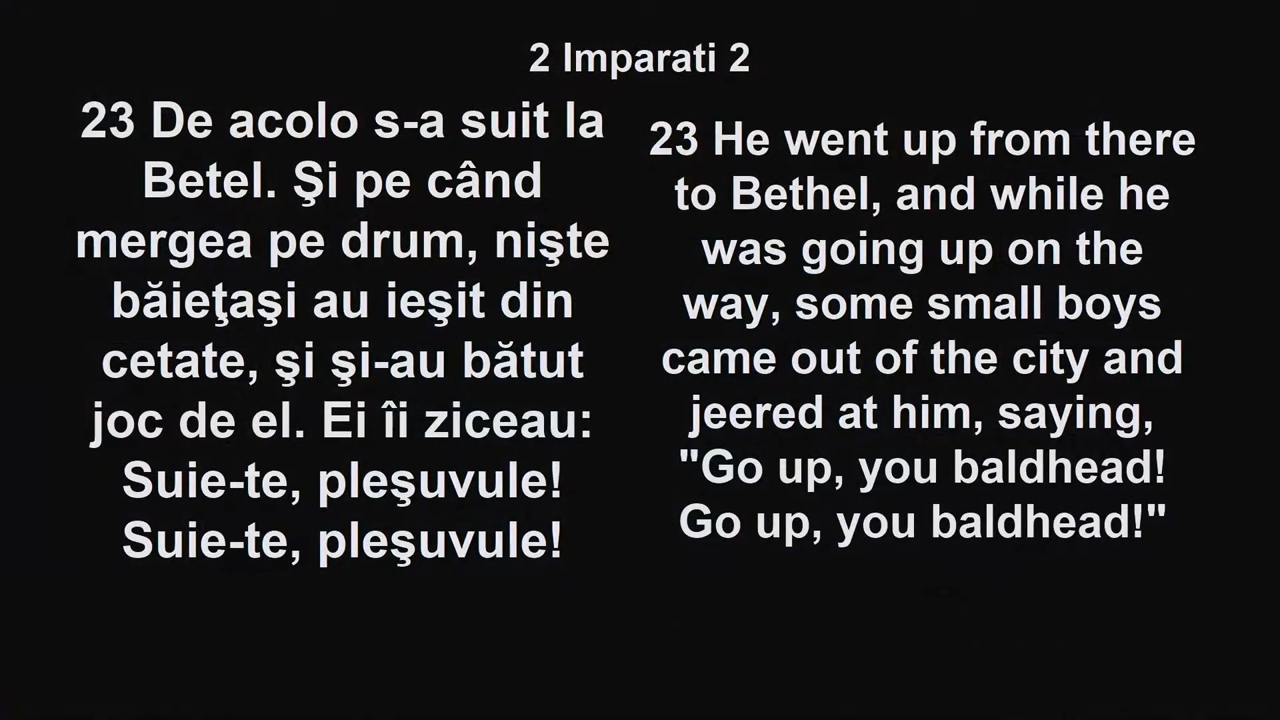 2 Imparati 2
23 De acolo s-a suit la
Betel. Şi pe când
mergea pe drum, nişte
băieţaşi au ieşit din
cetate, şi şi-au bătut
joc de el. Ei îi ziceau:
Suie-te, pleşuvule!
Suie-te, pleşuvule!
23 He went up from there
to Bethel, and while he
was going up on the
way, some small boys
came out of the city and
jeered at him, saying,
"Go up, you baldhead!
Go up, you baldhead!"